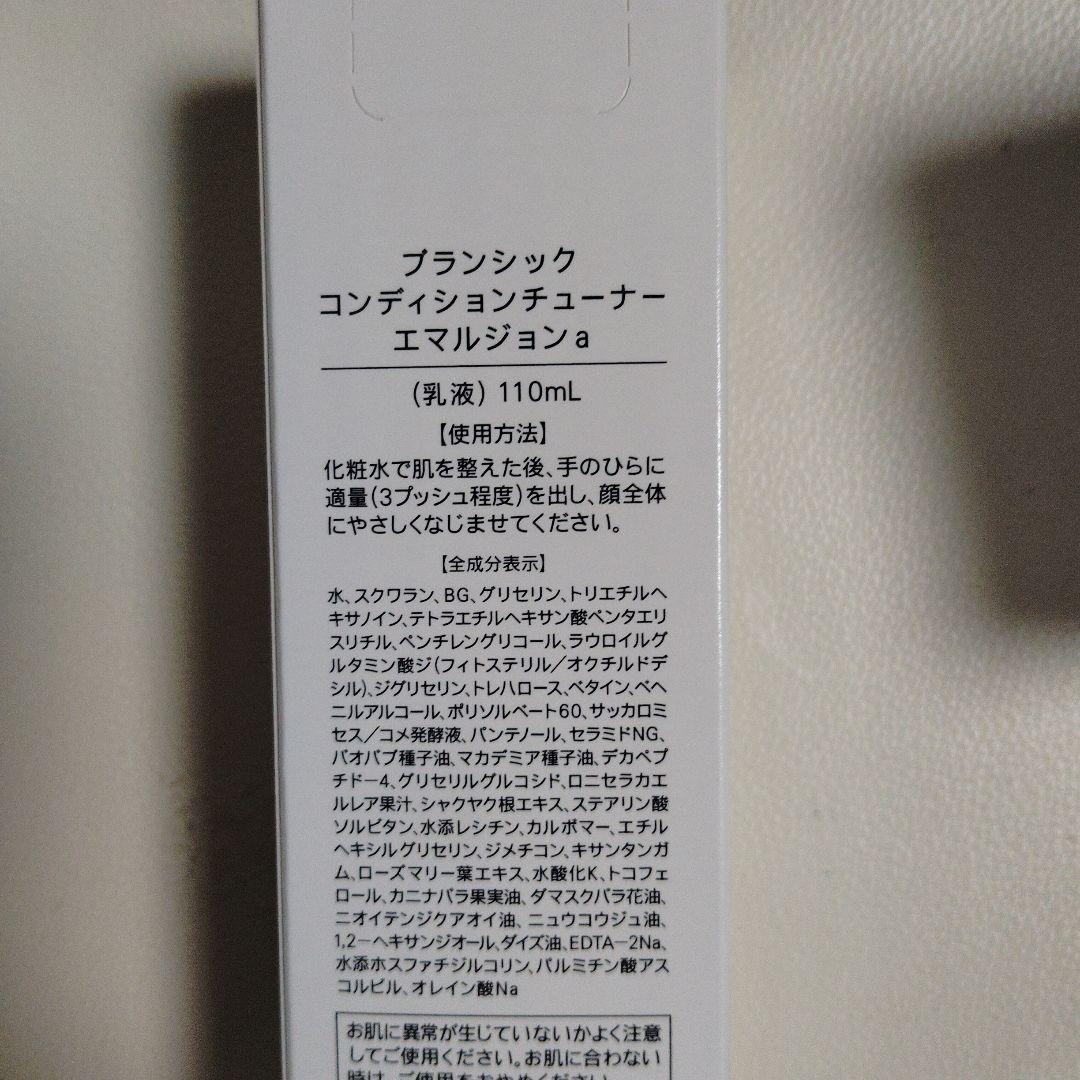 ブランシック
コンディションチューナー
エマルジョンa
(乳液) 110mL
【使用方法】
化粧水で肌を整えた後、手のひらに
適量(3プッシュ程度)を出し、顔全体
にやさしくなじませてください。
【全成分表示】
水、スクワラン、BG、グリセリン、トリエチルヘ
キサノイン、テトラエチルヘキサン酸ペンタエリ
スリチル、ペンチレングリコール、ラウロイルグ
ルタミン酸ジ(フィトステリル/オクチルドデ
シル)、ジグリセリン、トレハロース、ベタイン、ベヘ
ニルアルコール、ポリソルベート60、サッカロミ
セス/コメ発酵液、パンテノール、セラミドNG、
バオバブ種子油、マカデミア種子油、デカペプ
チド-4、グリセリルグルコシド、ロニセラカエ
ルレア果汁、シャクヤク根エキス、ステアリン酸
ソルビタン、水添レシチン、カルボマー、エチル
ヘキシルグリセリン、ジメチコン、キサンタンガ
ム、ローズマリー葉エキス、水酸化K、トコフェ
ロール、カニナバラ果実油、ダマスクバラ花油、
ニオイテンジクアオイ油、ニュウコウジュ油、
1,2-ヘキサンジオール、ダイズ油、EDTA-2Na、
水添ホスファチジルコリン、パルミチン酸アス
コルビル、オレイン酸Na
お肌に異常が生じていないかよく注意
してご使用ください。お肌に合わない
時は、ご使用をおやめください。